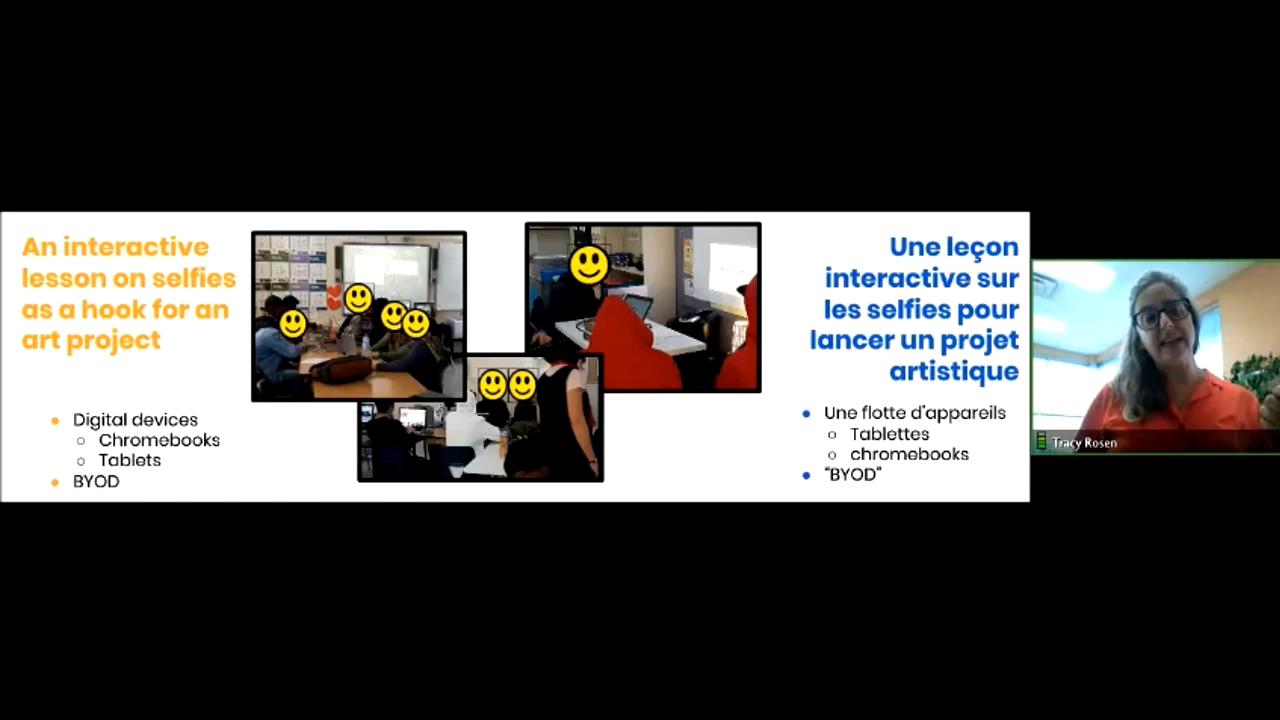 An interactive
lesson on selfies
as a hook for an
art project
Digital devices
Chromebooks
Tablets
BYOD
Une leçon
interactive sur
les selfies pour
lancer un projet
artistique
Une flotte d'appareils
Tablettes
chromebooks
"BYOD"
Tracy Rosen